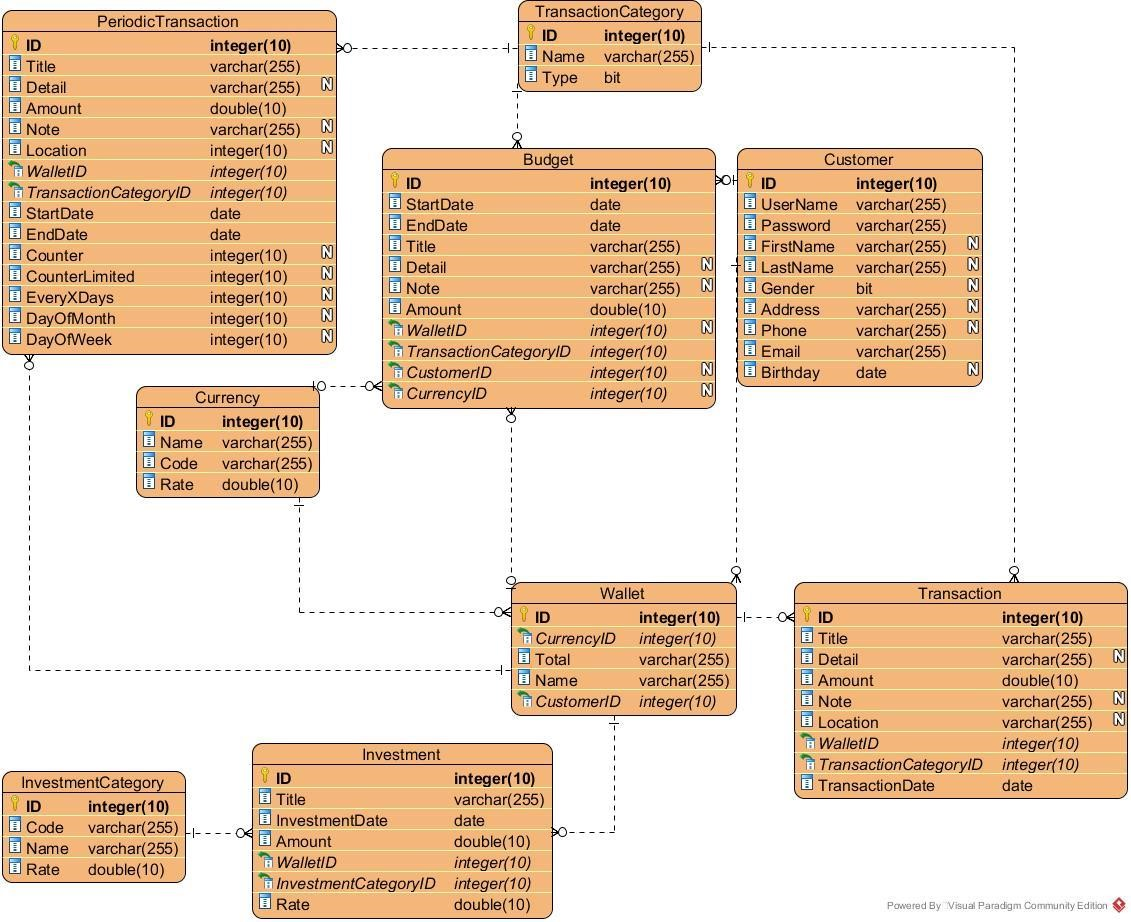 PeriodicTransaction
ID integer(10)
Title varchar(255)
Detail varchar(255) N
Amount double(10)
Note varchar(255) N
Location integer(10) N
WalletID integer(10)
TransactionCategoryID integer(10)
StartDate date
EndDate date
Counter integer(10) N
CounterLimited integer(10) N
EveryXDays integer(10) N
DayOfMonth integer(10) N
DayOfWeek integer(10) N
TransactionCategory
ID integer(10)
Name varchar(255)
Type bit
Budget
ID integer(10)
StartDate date
EndDate date
Title varchar(255)
Detail varchar(255) N
Note varchar(255) N
Amount double(10)
WalletID integer(10) N
TransactionCategoryID integer(10)
CustomerID integer(10) N
CurrencyID integer(10) N
Customer
ID integer(10)
UserName varchar(255)
Password varchar(255)
FirstName varchar(255) N
LastName varchar(255) N
Gender bit N
Address varchar(255) N
Phone varchar(255) N
Email varchar(255)
Birthday date N
Currency
ID integer(10)
Name varchar(255)
Code varchar(255)
Rate double(10)
Wallet
ID integer(10)
CurrencyID integer(10)
Total varchar(255)
Name varchar(255)
CustomerID integer(10)
Transaction
ID integer(10)
Title varchar(255)
Detail varchar(255) N
Amount double(10)
Note varchar(255) N
Location varchar(255) N
WalletID integer(10)
TransactionCategoryID integer(10)
TransactionDate date
InvestmentCategory
ID integer(10)
Code varchar(255)
Name varchar(255)
Rate double(10)
Investment
ID integer(10)
Title varchar(255)
InvestmentDate date
Amount double(10)
WalletID integer(10)
InvestmentCategoryID integer(10)
Rate double(10)
Powered By Visual Paradigm Community Edition